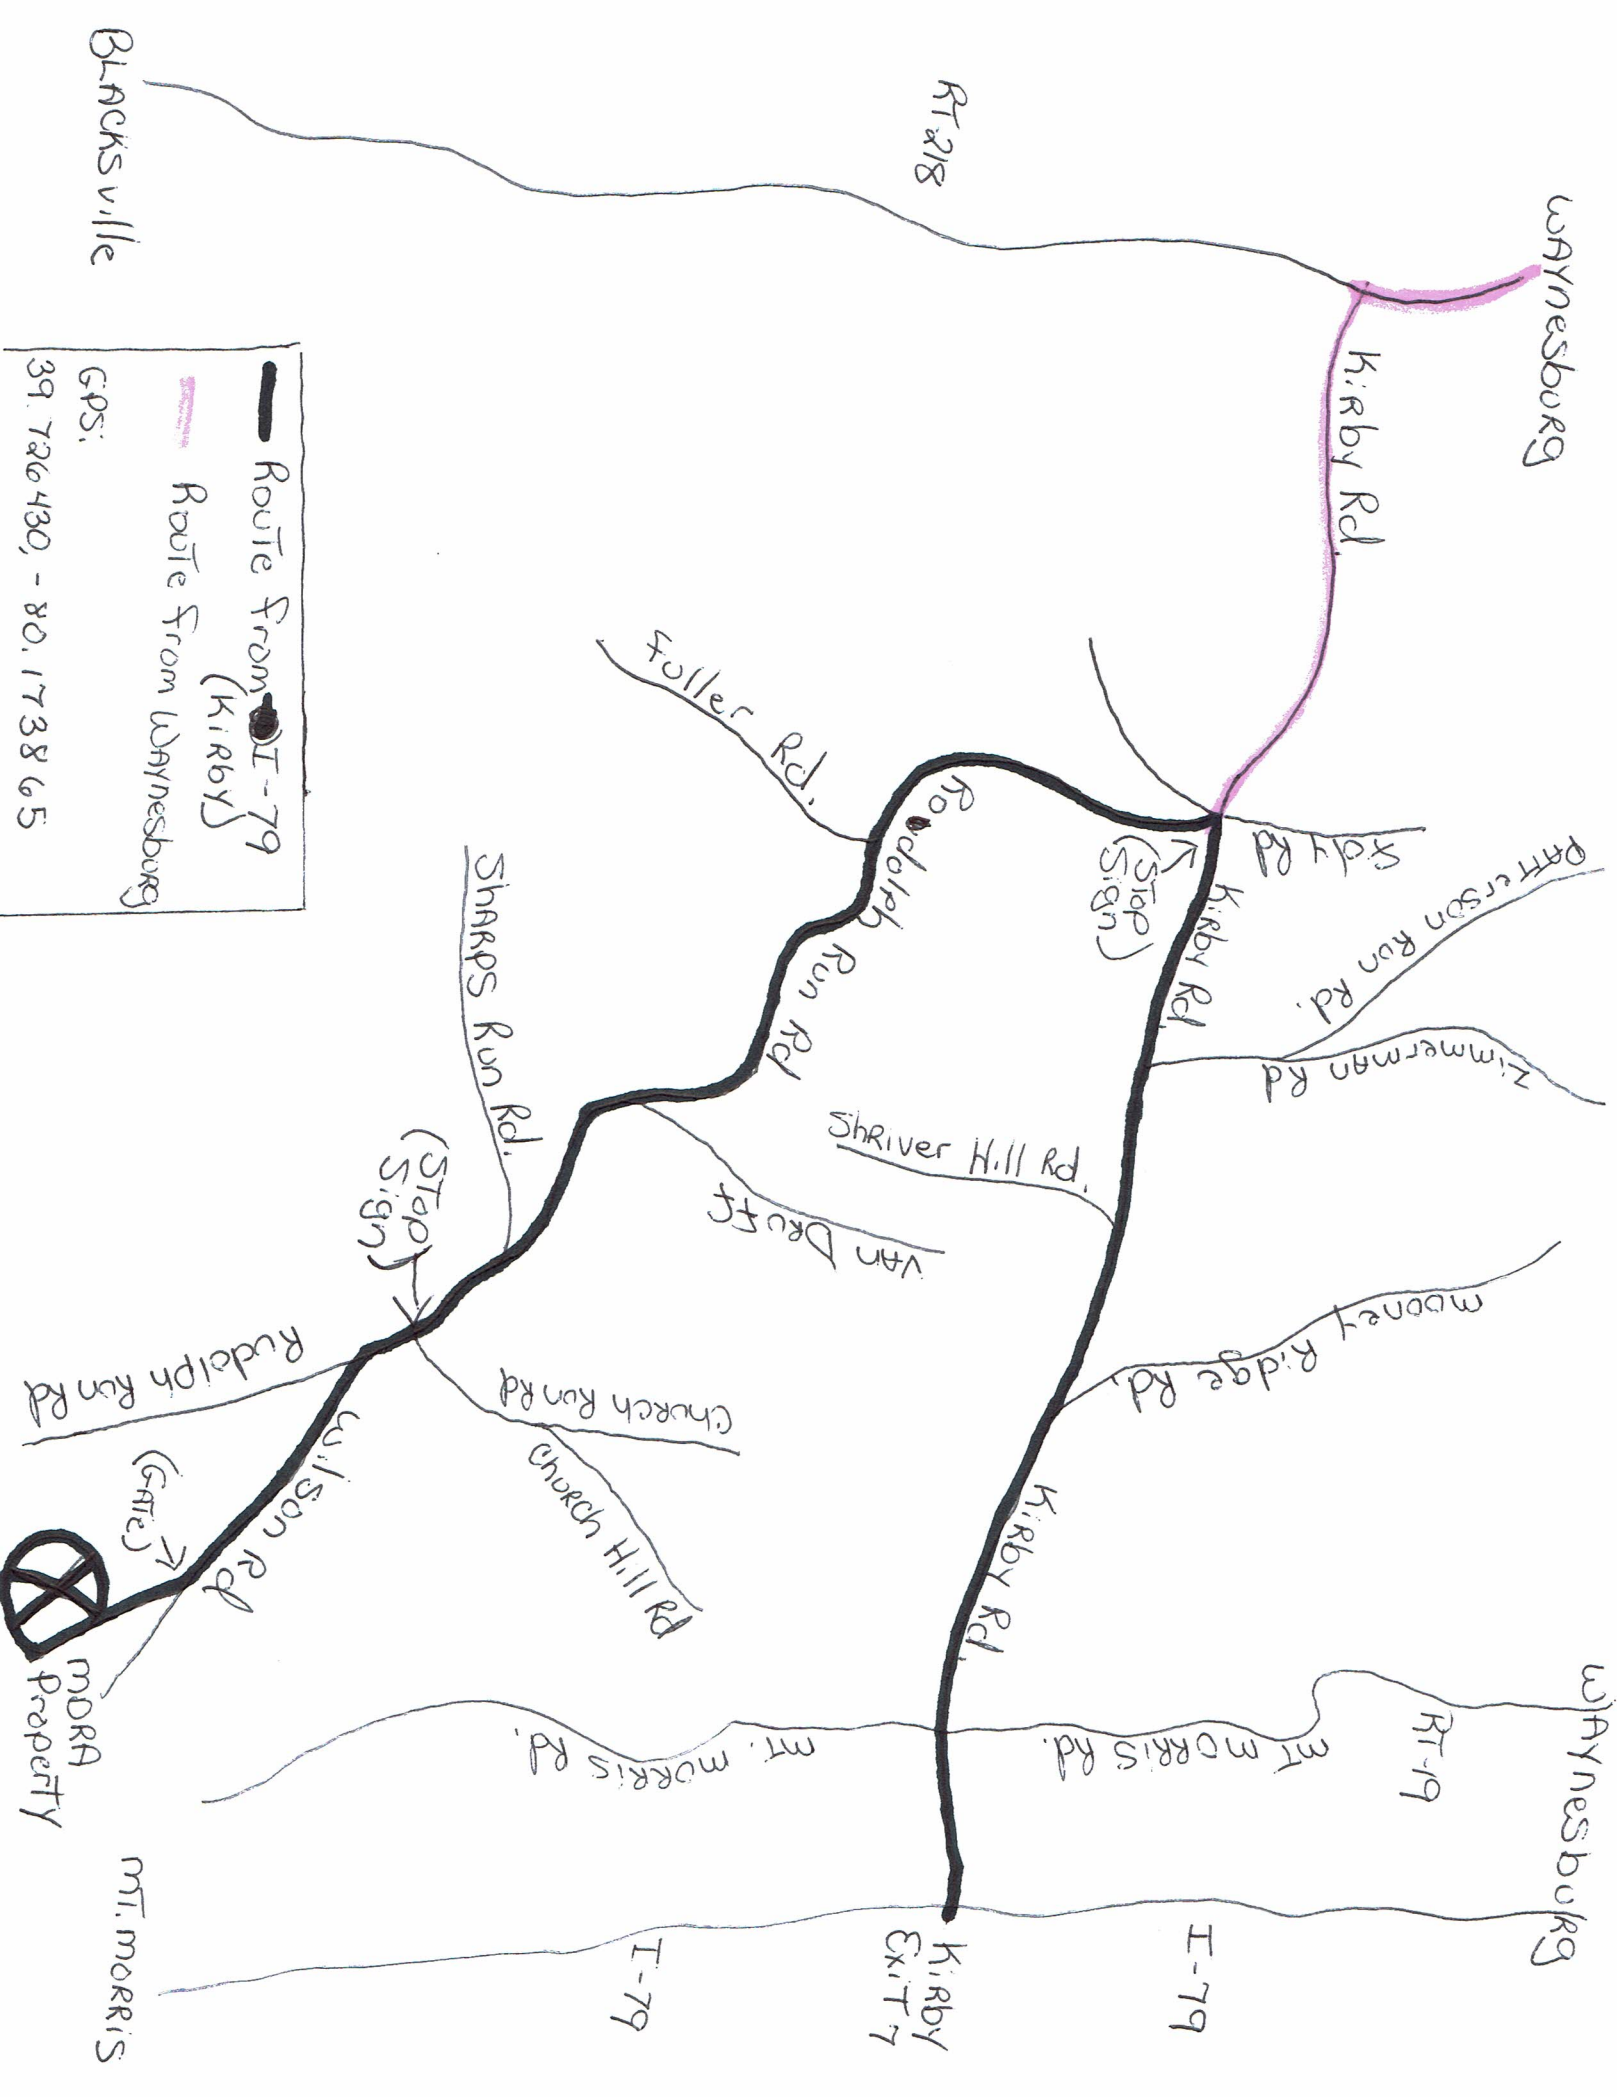 WAYNESBURG
RT 218
BLACKSVILLE
KIRBY Rd.
Edy Rd
PATTERSON RUN Rd.
ZIMMERMAN Rd
(STOP
Sign)
KIRBY Rd.
Fuller Rd.
Rudolph Run Rd
SHRIVER Hill Rd.
MOONEY Ridge Rd.
VAN DRUFF
SHARPS RUN Rd.
(STOP
Sign)
CHURCH RUN Rd
CHURCH Hill Rd
Rudolph Run Rd
WILSON Rd
(GATE)
MORA
PROPERTY
KIRBY Rd.
WAYNESBURG
RT-19
MT MORRIS Rd.
MT. MORRIS Rd.
I-79
KIRBY
EXIT 7
I-79
MT. MORRIS
ROUTE from I-79
(KIRBY)
ROUTE from WAYNESBURG
GPS:
39.726430, -80.173865